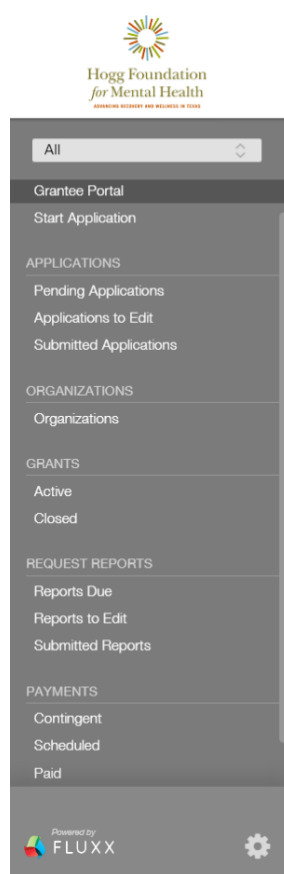 Hogg Foundation
for Mental Health
ADVANCING RECOVERY AND WELLNESS IN TEXAS
All
Grantee Portal
Start Application
APPLICATIONS
Pending Applications
Applications to Edit
Submitted Applications
ORGANIZATIONS
Organizations
GRANTS
Active
Closed
REQUEST REPORTS
Reports Due
Reports to Edit
Submitted Reports
PAYMENTS
Contingent
Scheduled
Paid
Powered by
FLUXX